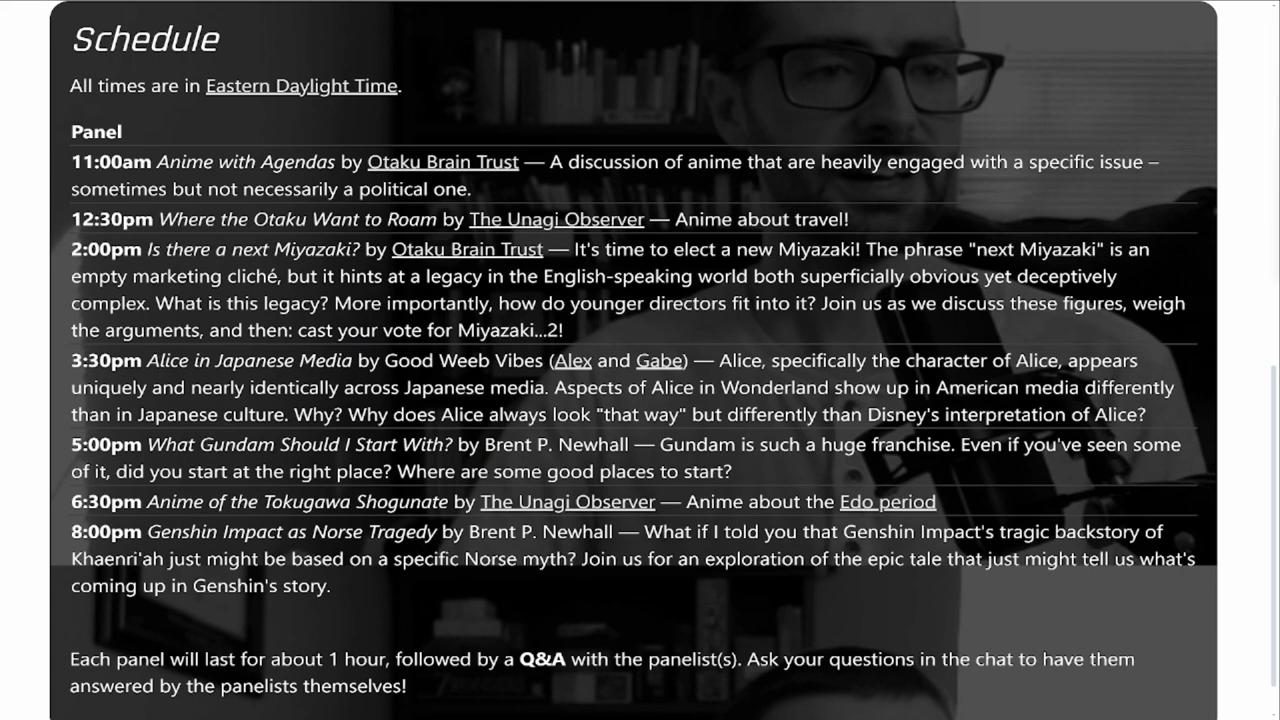 Schedule
All times are in Eastern Daylight Time.
Panel
11:00am Anime with Agendas by Otaku Brain Trust — A discussion of anime that are heavily engaged with a specific issue –
sometimes but not necessarily a political one.
12:30pm Where the Otaku Want to Roam by The Unagi Observer — Anime about travel!
2:00pm Is there a next Miyazaki? by Otaku Brain Trust — It's time to elect a new Miyazaki! The phrase "next Miyazaki" is an
empty marketing cliché, but it hints at a legacy in the English-speaking world both superficially obvious yet deceptively
complex. What is this legacy? More importantly, how do younger directors fit into it? Join us as we discuss these figures, weigh
the arguments, and then: cast your vote for Miyazaki...2!
3:30pm Alice in Japanese Media by Good Weeb Vibes (Alex and Gabe) — Alice, specifically the character of Alice, appears
uniquely and nearly identically across Japanese media. Aspects of Alice in Wonderland show up in American media differently
than in Japanese culture. Why? Why does Alice always look "that way" but differently than Disney's interpretation of Alice?
5:00pm What Gundam Should I Start With? by Brent P. Newhall — Gundam is such a huge franchise. Even if you've seen some
of it, did you start at the right place? Where are some good places to start?
6:30pm Anime of the Tokugawa Shogunate by The Unagi Observer — Anime about the Edo period
8:00pm Genshin Impact as Norse Tragedy by Brent P. Newhall — What if I told you that Genshin Impact's tragic backstory of
Khaenri'ah just might be based on a specific Norse myth? Join us for an exploration of the epic tale that just might tell us what's
coming up in Genshin's story.
Each panel will last for about 1 hour, followed by a Q&A with the panelist(s). Ask your questions in the chat to have them
answered by the panelists themselves!